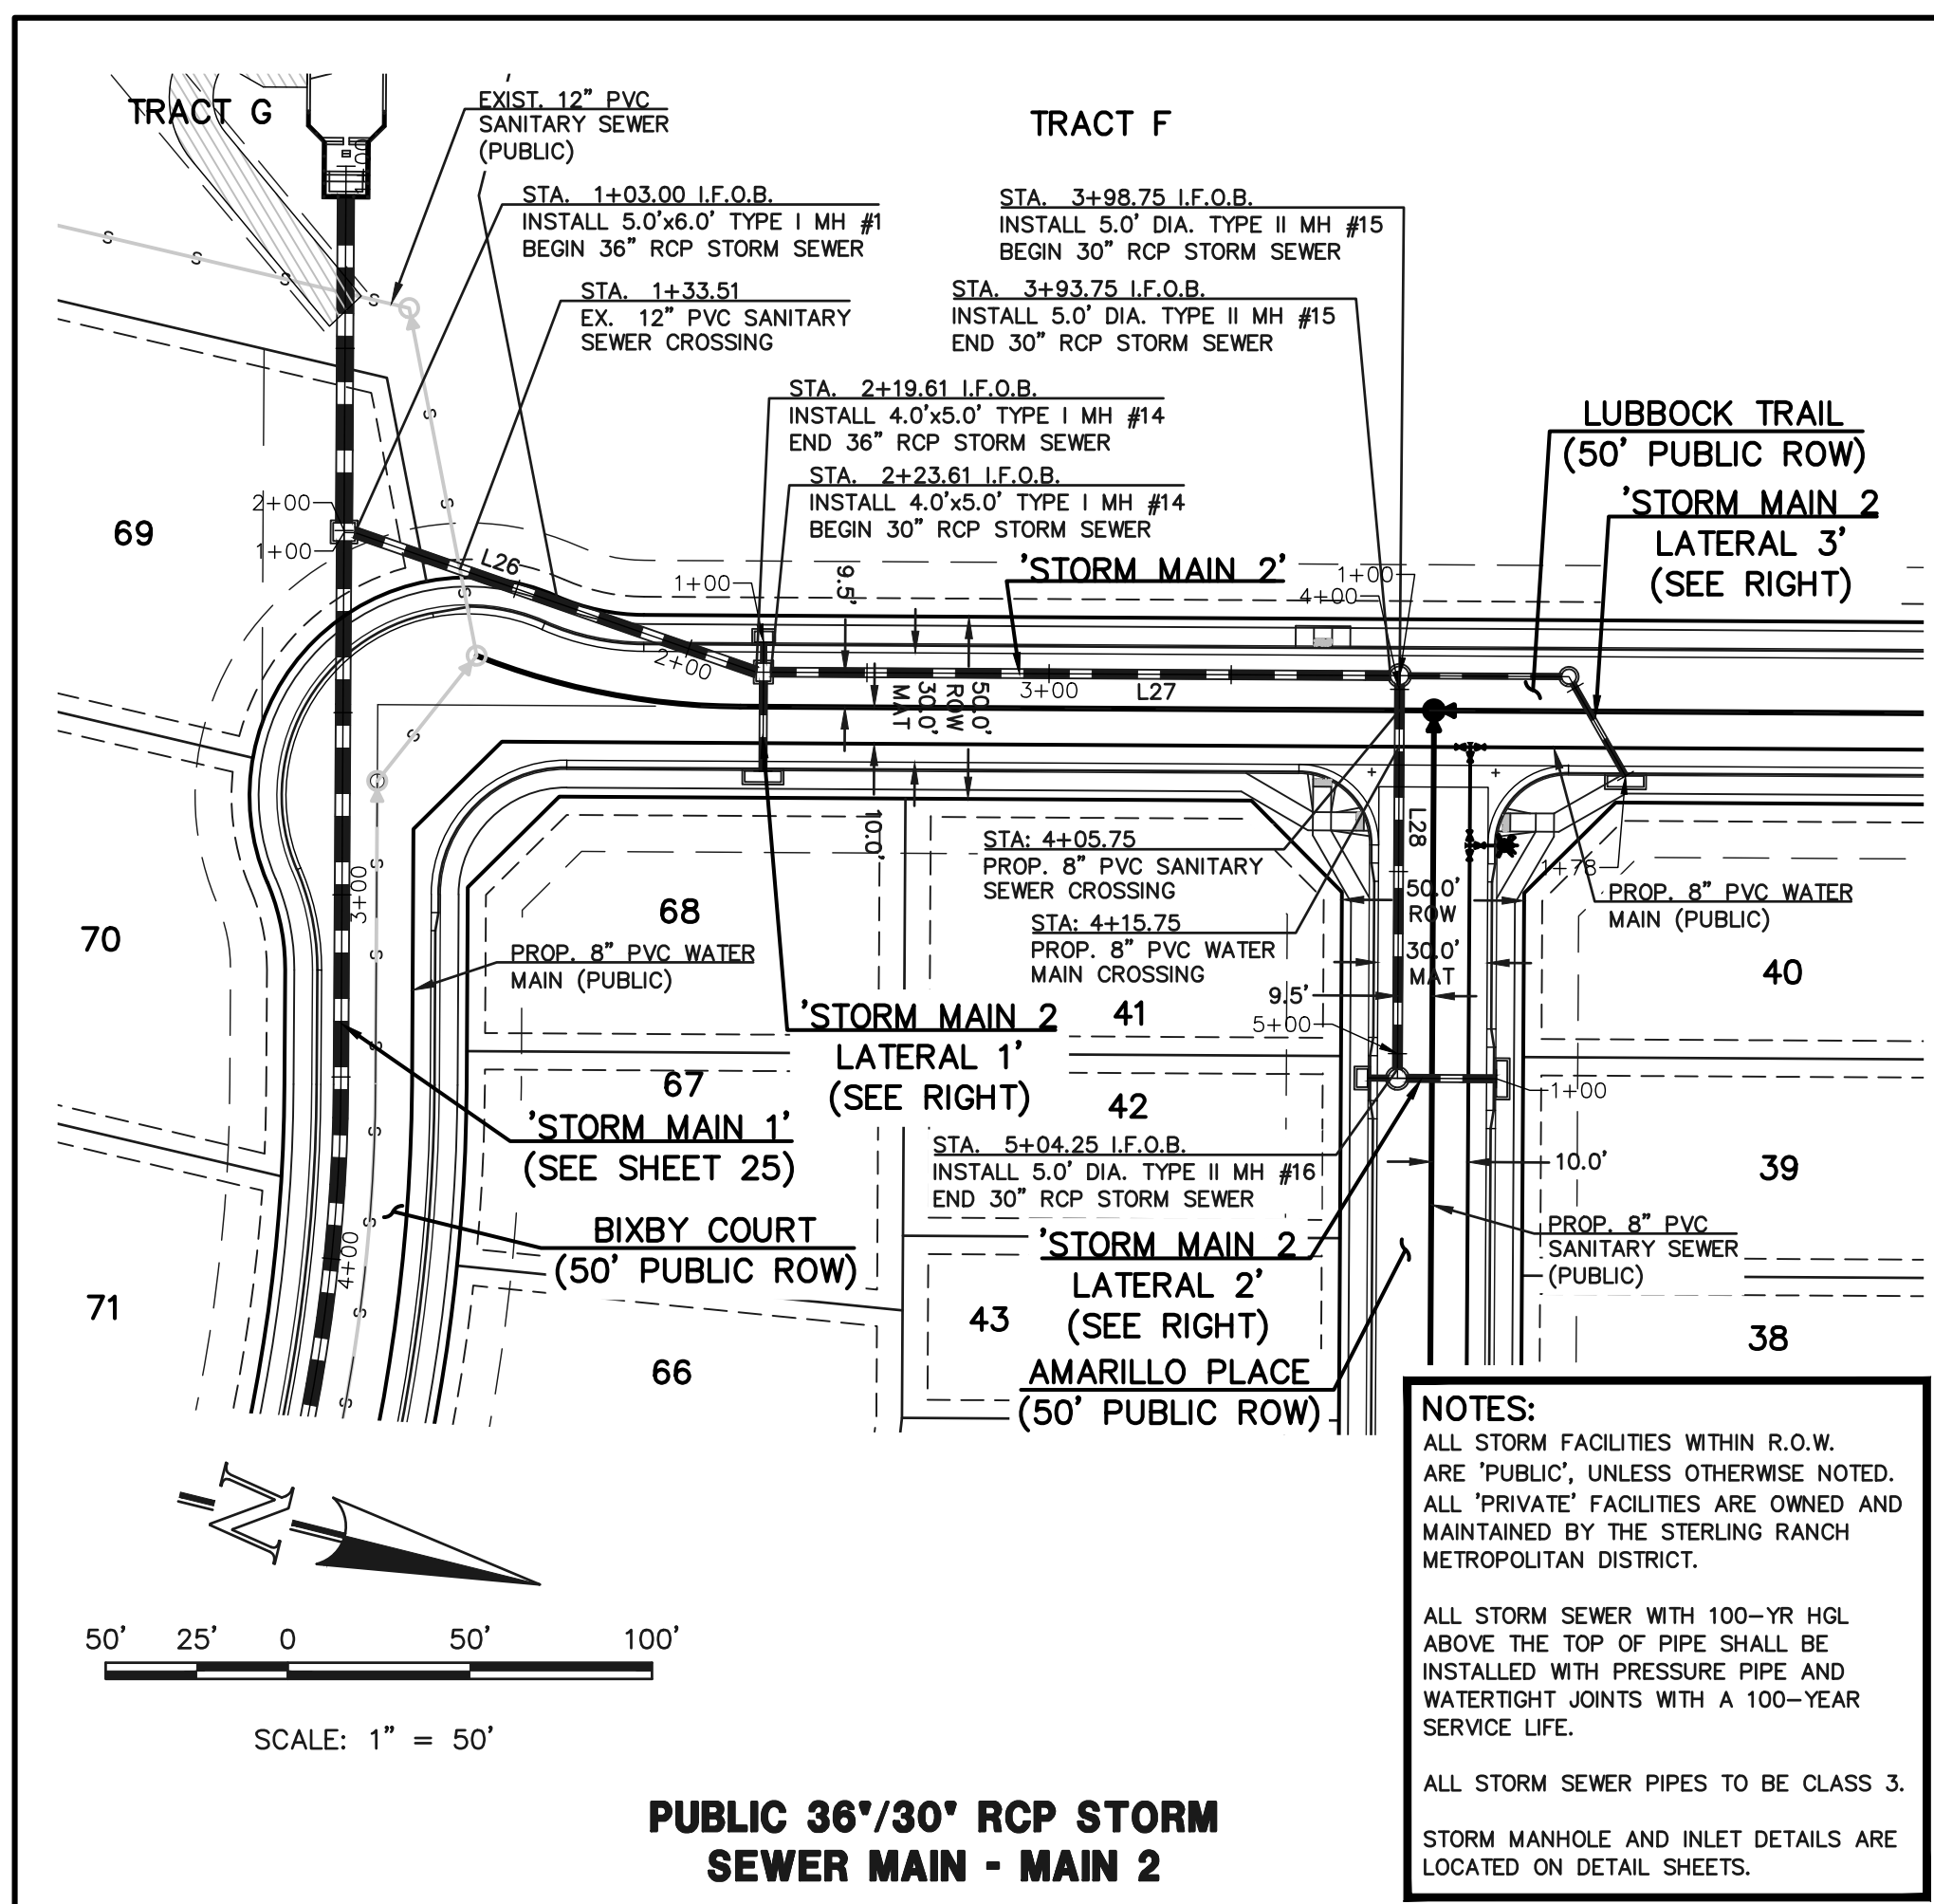 TRACT G
EXIST. 12" PVC
SANITARY SEWER
(PUBLIC)
TRACT F
STA. 1+03.00 I.F.O.B.
INSTALL 5.0'x6.0' TYPE I MH #1
BEGIN 36" RCP STORM SEWER
STA. 3+98.75 I.F.O.B.
INSTALL 5.0' DIA. TYPE II MH #15
BEGIN 30" RCP STORM SEWER
STA. 1+33.51
EX. 12" PVC SANITARY
SEWER CROSSING
STA. 3+93.75 I.F.O.B.
INSTALL 5.0' DIA. TYPE II MH #15
END 30" RCP STORM SEWER
STA. 2+19.61 I.F.O.B.
INSTALL 4.0'x5.0' TYPE I MH #14
END 36" RCP STORM SEWER
STA. 2+23.61 I.F.O.B.
INSTALL 4.0'x5.0' TYPE I MH #14
BEGIN 30" RCP STORM SEWER
LUBBOCK TRAIL
(50' PUBLIC ROW)
'STORM MAIN 2
LATERAL 3'
(SEE RIGHT)
'STORM MAIN 2'
2+00
1+00
69
L26
1+00
9.5'
1+00
4+00
2+00
3+00
L27
50.0'
ROW
30.0'
MAT
10.0'
S
S
S
S
S
S
S
S
S
S
S
S
S
S
3+00
4+00
70
71
68
67
66
PROP. 8" PVC WATER
MAIN (PUBLIC)
STA: 4+05.75
PROP. 8" PVC SANITARY
SEWER CROSSING
STA: 4+15.75
PROP. 8" PVC WATER
MAIN CROSSING
L28
50.0'
ROW
30.0'
MAT
9.5'
5+00
1+78
PROP. 8" PVC WATER
MAIN (PUBLIC)
40
41
'STORM MAIN 2
LATERAL 1'
(SEE RIGHT)
42
1+00
10.0'
39
'STORM MAIN 1'
(SEE SHEET 25)
STA. 5+04.25 I.F.O.B.
INSTALL 5.0' DIA. TYPE II MH #16
END 30" RCP STORM SEWER
BIXBY COURT
(50' PUBLIC ROW)
'STORM MAIN 2
LATERAL 2'
(SEE RIGHT)
PROP. 8" PVC
SANITARY SEWER
(PUBLIC)
43
38
AMARILLO PLACE
(50' PUBLIC ROW)
N
50' 25' 0 50' 100'
SCALE: 1" = 50'
PUBLIC 36"/30" RCP STORM
SEWER MAIN - MAIN 2
NOTES:
ALL STORM FACILITIES WITHIN R.O.W.
ARE 'PUBLIC', UNLESS OTHERWISE NOTED.
ALL 'PRIVATE' FACILITIES ARE OWNED AND
MAINTAINED BY THE STERLING RANCH
METROPOLITAN DISTRICT.
ALL STORM SEWER WITH 100-YR HGL
ABOVE THE TOP OF PIPE SHALL BE
INSTALLED WITH PRESSURE PIPE AND
WATERTIGHT JOINTS WITH A 100-YEAR
SERVICE LIFE.
ALL STORM SEWER PIPES TO BE CLASS 3.
STORM MANHOLE AND INLET DETAILS ARE
LOCATED ON DETAIL SHEETS.